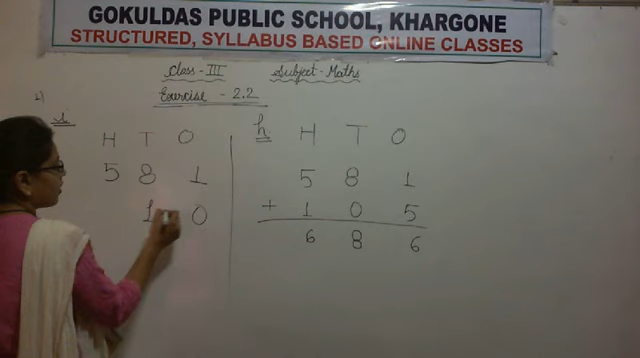 GOKULDAS PUBLIC SCHOOL, KHARGONE
STRUCTURED, SYLLABUS BASED ONLINE CLASSES
Class - III Subject - Maths
Exercise - 2.2
H T O
5 8 1
1 0
h H T O
5 8 1
+ 1 0 5
6 8 6